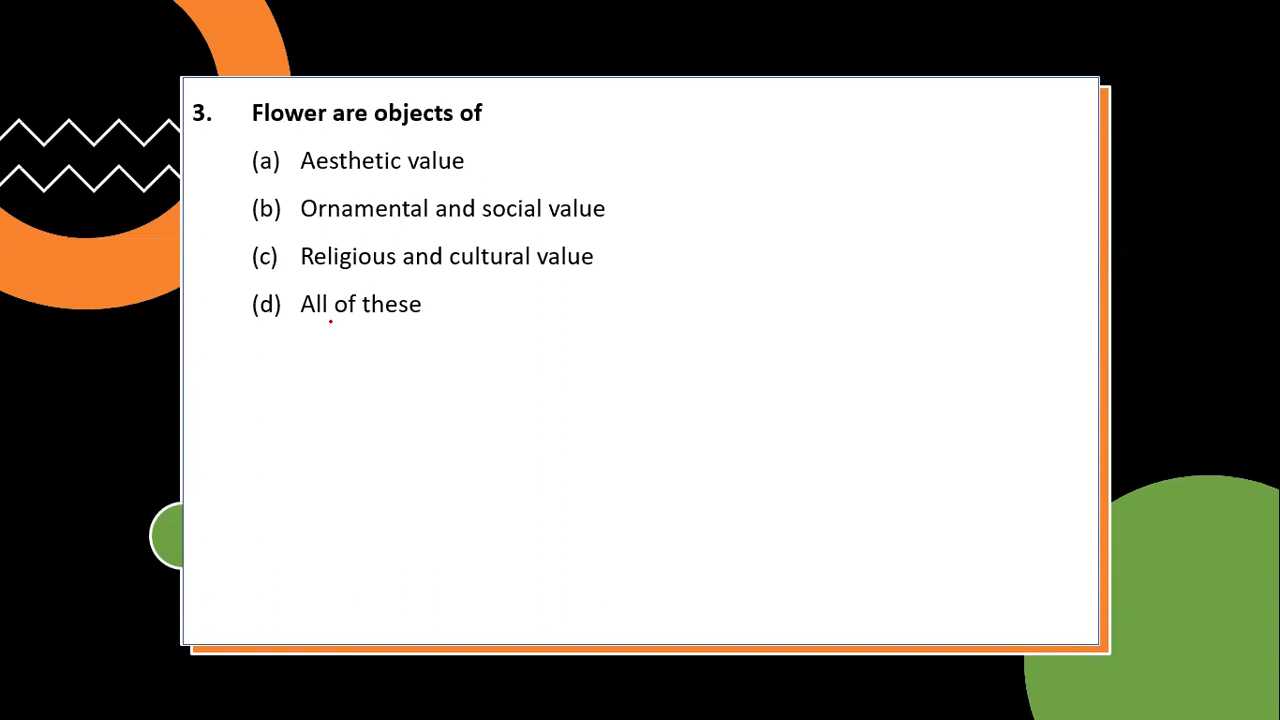 3. Flower are objects of
(a) Aesthetic value
(b) Ornamental and social value
(c) Religious and cultural value
(d) All of these